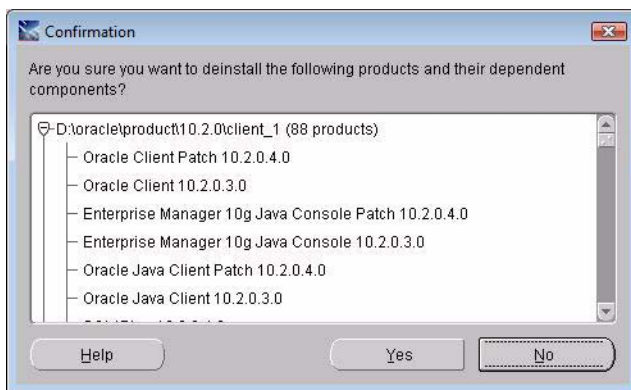 Confirmation
Are you sure you want to deinstall the following products and their dependent
components?
D:\oracle\product\10.2.0\client_1 (88 products)
Oracle Client Patch 10.2.0.4.0
Oracle Client 10.2.0.3.0
Enterprise Manager 10g Java Console Patch 10.2.0.4.0
Enterprise Manager 10g Java Console 10.2.0.3.0
Oracle Java Client Patch 10.2.0.4.0
Oracle Java Client 10.2.0.3.0
Help Yes No